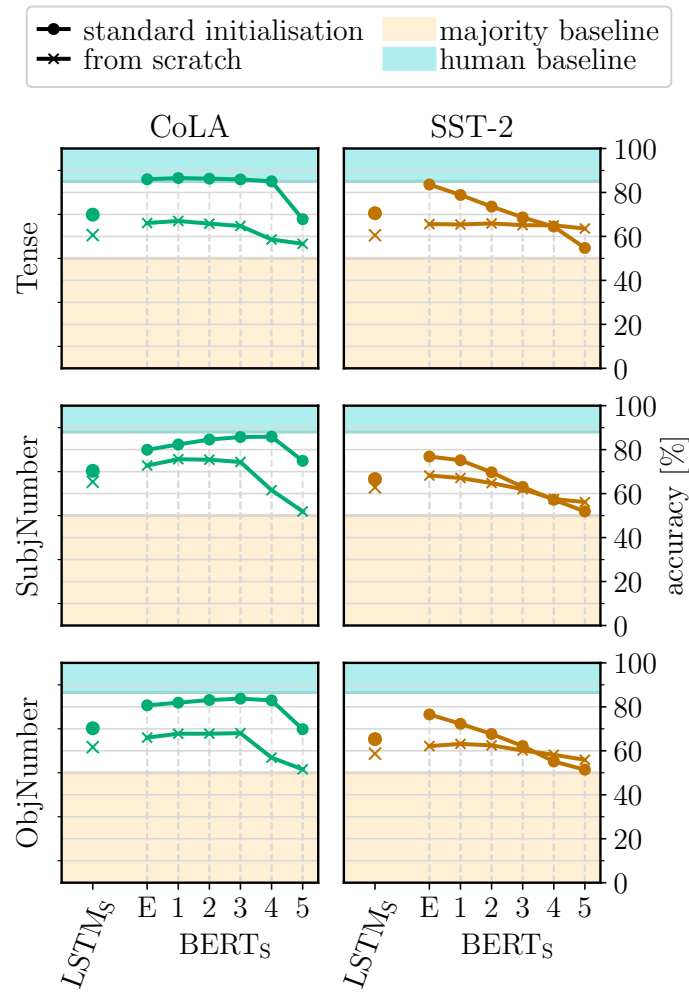 standard initialisation
from scratch
majority baseline
human baseline
CoLA
SST-2
Tense
100
80
60
40
20
0
SubjNumber
100
80
60
40
20
0
accuracy [%]
ObjNumber
100
80
60
40
20
0
LSTMS
E 1 2 3 4 5
BERTS
LSTMS
E 1 2 3 4 5
BERTS